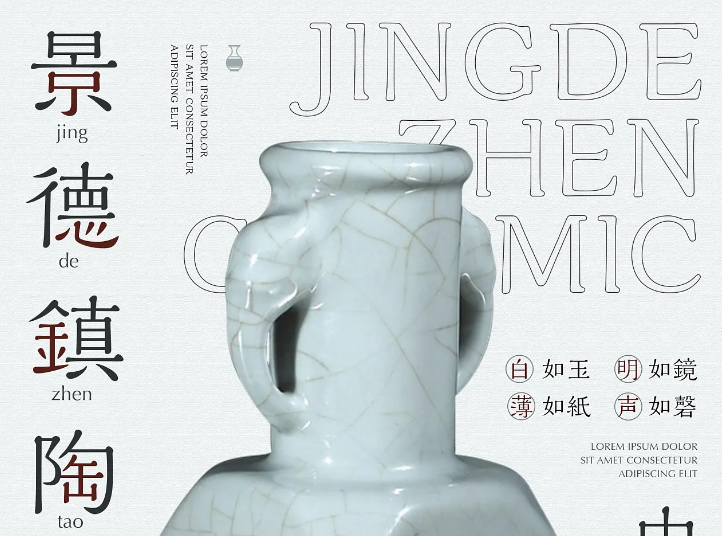 景
jing
德
de
鎮
zhen
陶
tao
LOREM IPSUM DOLOR
SIT AMET CONSECTETUR
ADIPISCING ELIT
JINGDE
ZHEN
C MIC
白如玉 明如鏡
薄如紙 声如磬
LOREM IPSUM DOLOR
SIT AMET CONSECTETUR
ADIPISCING ELIT